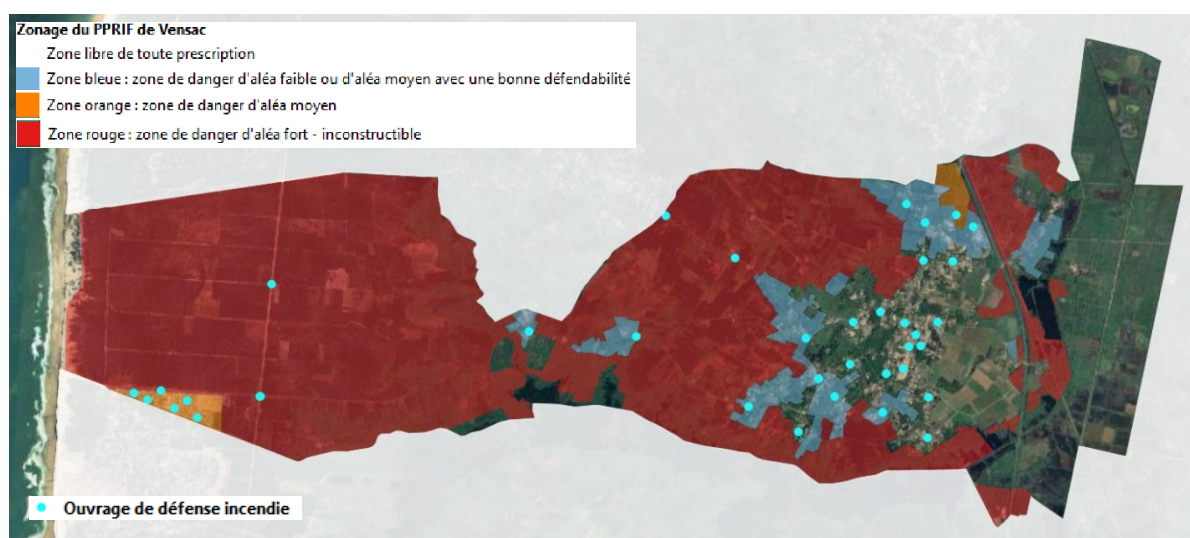 Zonage du PPRIF de Vensac
Zone libre de toute prescription
Zone bleue : zone de danger d'aléa faible ou d'aléa moyen avec une bonne défendabilité
Zone orange : zone de danger d'aléa moyen
Zone rouge : zone de danger d'aléa fort - inconstructible
Ouvrage de défense incendie